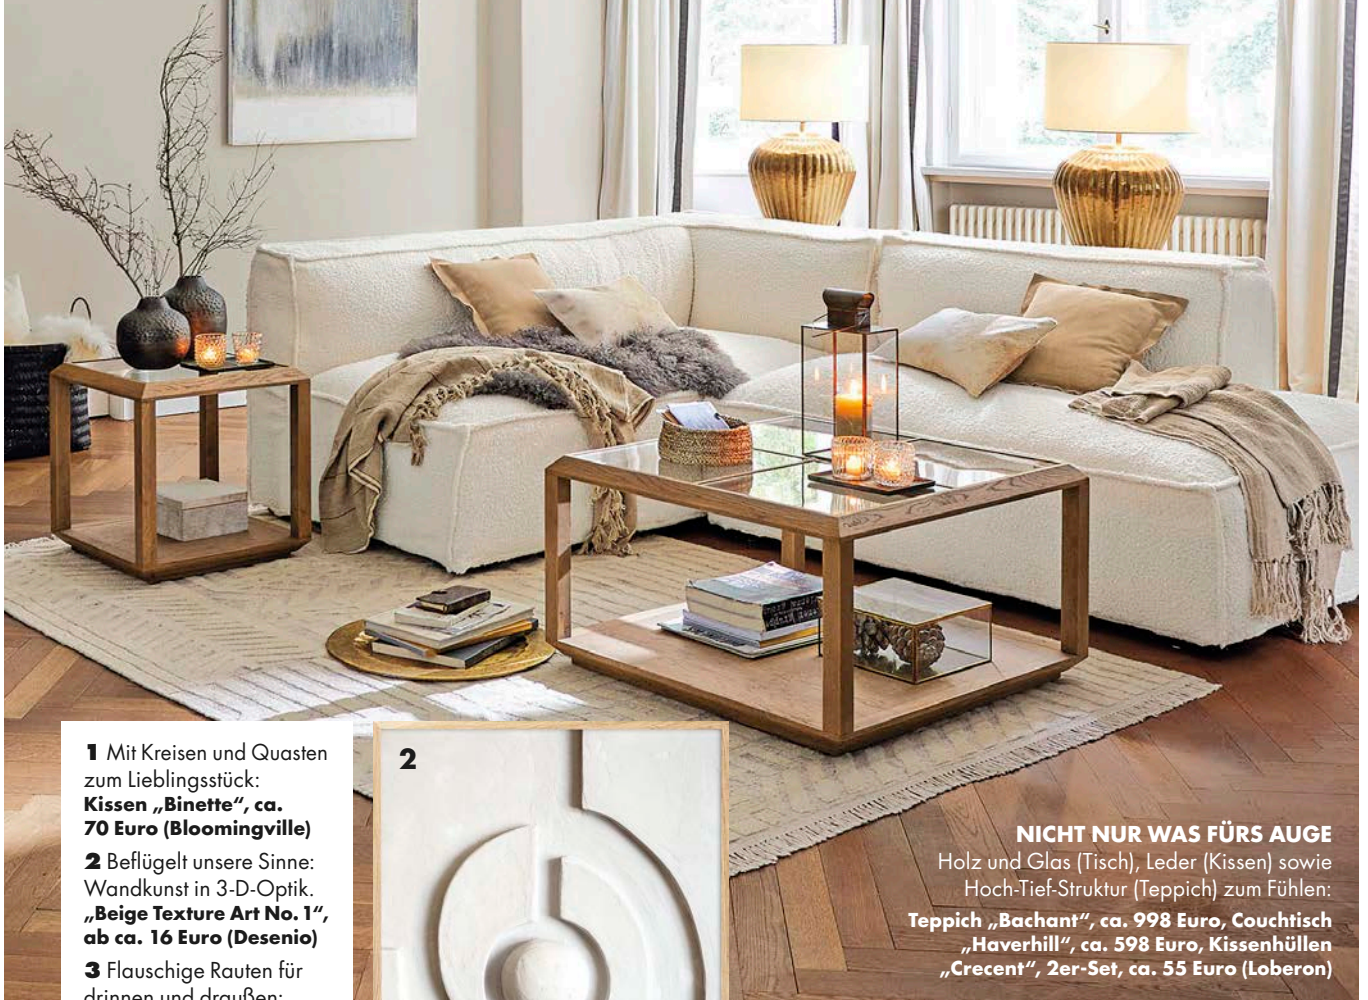 1 Mit Kreisen und Quasten
zum Lieblingsstück:
Kissen „Binette“, ca.
70 Euro (Bloomingville)
2 Beflügelt unsere Sinne:
Wandkunst in 3-D-Optik.
„Beige Texture Art No. 1“,
ab ca. 16 Euro (Desenio)
3 Flauschige Rauten für
drinnen und draußen:
2
NICHT NUR WAS FÜRS AUGE
Holz und Glas (Tisch), Leder (Kissen) sowie
Hoch-Tief-Struktur (Teppich) zum Fühlen:
Teppich „Bachant“, ca. 998 Euro, Couchtisch
„Haverhill“, ca. 598 Euro, Kissenhüllen
„Crecent“, 2er-Set, ca. 55 Euro (Loberon)